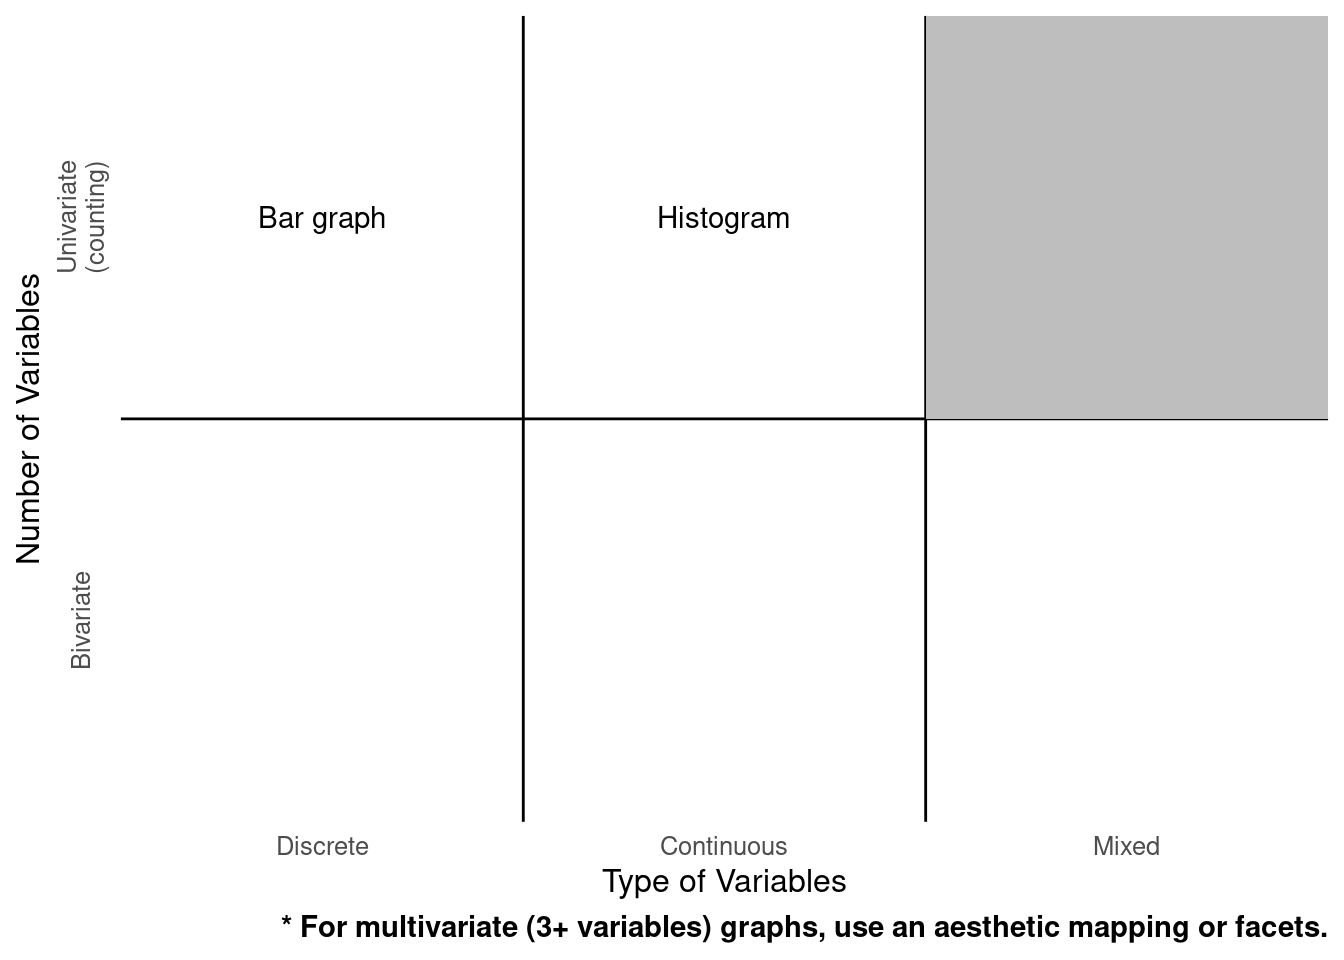 Number of Variables
Univariate
(counting)
Bar graph
Histogram
Bivariate
Discrete
Continuous
Mixed
Type of Variables
* For multivariate (3+ variables) graphs, use an aesthetic mapping or facets.